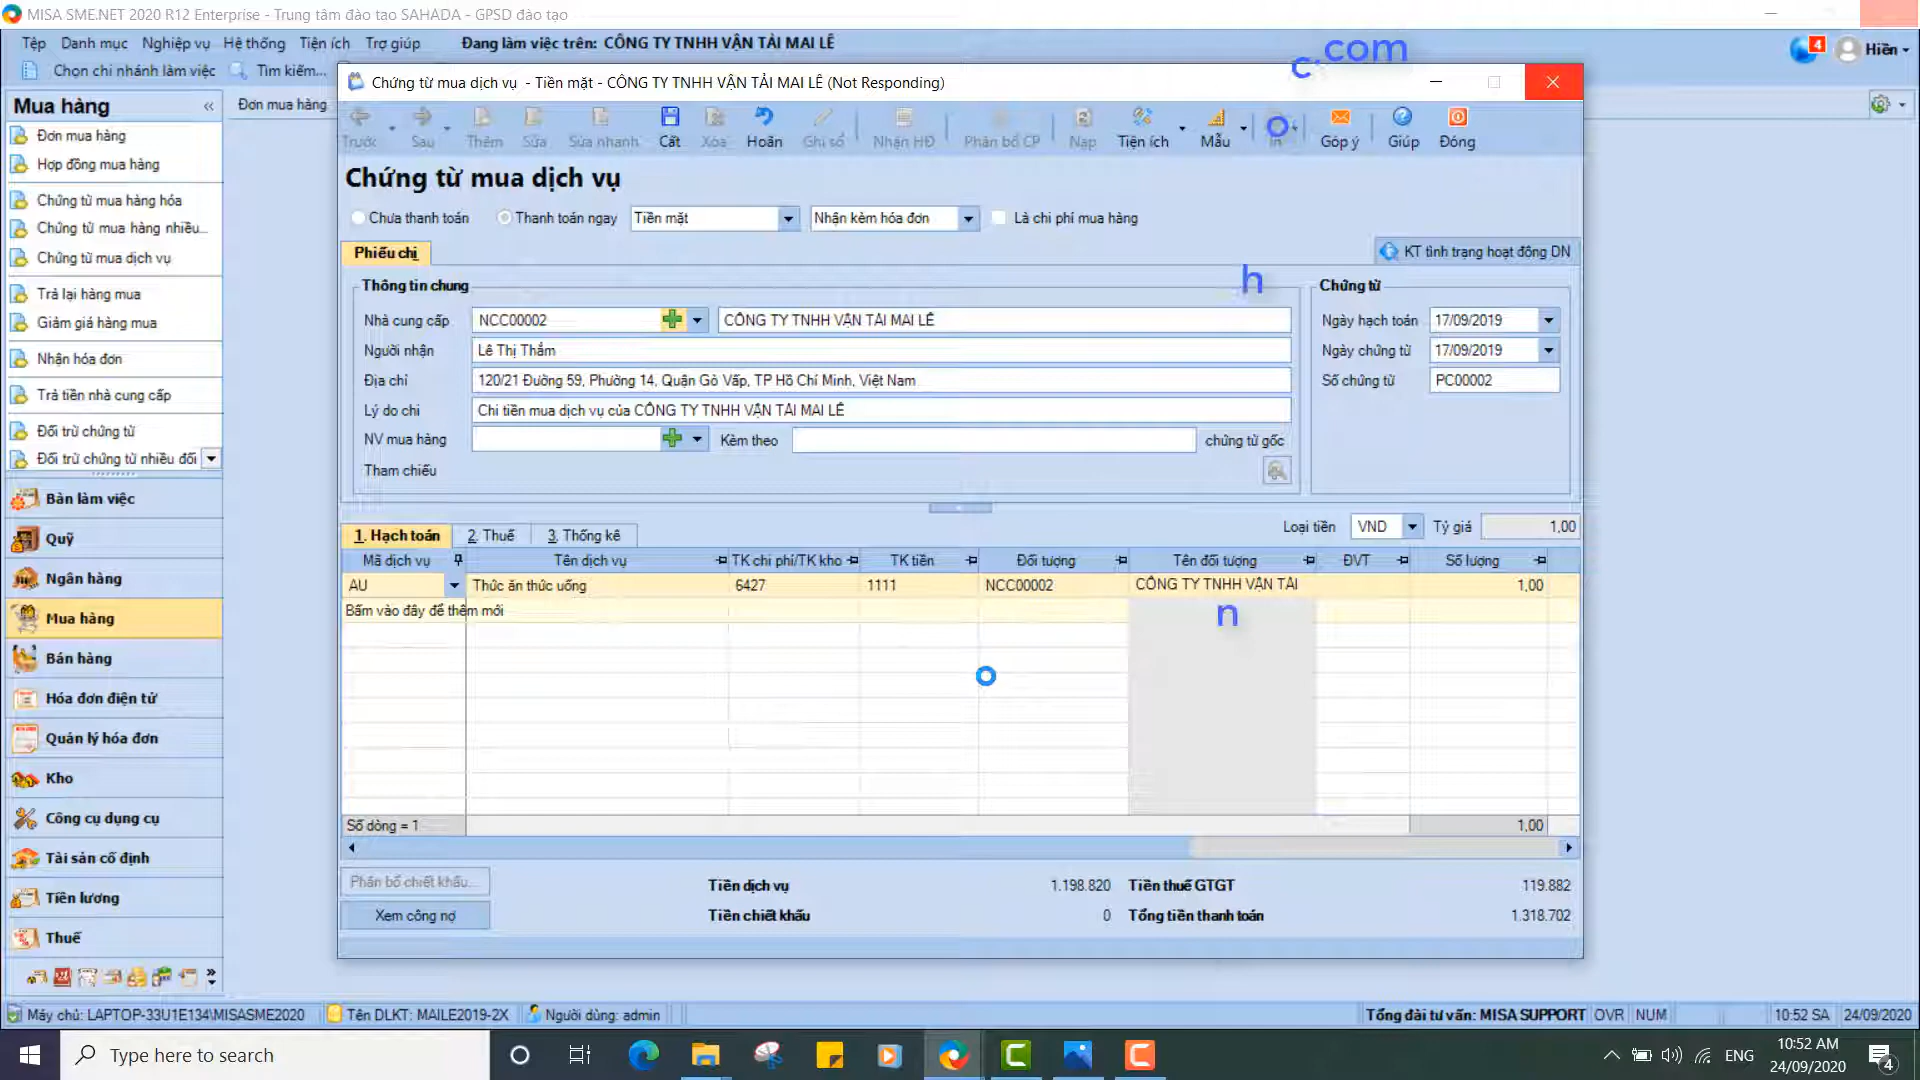 MISA SME.NET 2020 R12 Enterprise - Trung tâm đào tạo SAHADA - GPSD đào tạo
Tệp Danh mục Nghiệp vụ Hệ thống Tiện ích Trợ giúp Đang làm việc trên: CÔNG TY TNHH VẬN TẢI MAI LÊ
c.com
4 Hiền
Chọn chi nhánh làm việc Tìm kiếm...
Chứng từ mua dịch vụ - Tiền mặt - CÔNG TY TNHH VẬN TẢI MAI LÊ (Not Responding)
Mua hàng «
Đơn mua hàng
Trước Sau Thêm Sửa Sửa nhanh Cất Xóa Hoãn Ghi sổ Nhận HĐ Phân bổ CP Nạp Tiện ích Mẫu In Góp ý Giúp Đóng
Đơn mua hàng
Hợp đồng mua hàng
Chứng từ mua hàng hóa
Chứng từ mua hàng nhiều...
Chứng từ mua dịch vụ
Trả lại hàng mua
Giảm giá hàng mua
Nhận hóa đơn
Trả tiền nhà cung cấp
Đối trừ chứng từ
Đối trừ chứng từ nhiều đối
Bàn làm việc
Quỹ
Ngân hàng
Mua hàng
Bán hàng
Hóa đơn điện tử
Quản lý hóa đơn
Kho
Công cụ dụng cụ
Tài sản cố định
Tiền lương
Thuế
Chứng từ mua dịch vụ
Chưa thanh toán Thanh toán ngay Tiền mặt Nhận kèm hóa đơn Là chi phí mua hàng
Phiếu chi KT tình trạng hoạt động DN
h
Thông tin chung
Nhà cung cấp NCC00002 CÔNG TY TNHH VẬN TẢI MAI LÊ
Người nhận Lê Thị Thắm
Địa chỉ 120/21 Đường 59, Phường 14, Quận Gò Vấp, TP Hồ Chí Minh, Việt Nam
Lý do chi Chi tiền mua dịch vụ của CÔNG TY TNHH VẬN TẢI MAI LÊ
NV mua hàng Kèm theo chứng từ gốc
Tham chiếu
Chứng từ
Ngày hạch toán 17/09/2019
Ngày chứng từ 17/09/2019
Số chứng từ PC00002
1. Hạch toán 2. Thuế 3. Thống kê Loại tiền VND Tỷ giá 1,00
Mã dịch vụ Tên dịch vụ TK chi phí/TK kho TK tiền Đối tượng Tên đối tượng ĐVT Số lượng
AU Thức ăn thức uống 6427 1111 NCC00002 CÔNG TY TNHH VẬN TẢI 1,00
Bấm vào đây để thêm mới
n
Số dòng = 1 1,00
Phân bổ chiết khấu... Tiền dịch vụ 1.198.820 Tiền thuế GTGT 119.882
Xem công nợ Tiền chiết khấu 0 Tổng tiền thanh toán 1.318.702
Máy chủ: LAPTOP-33U1E134\MISASME2020 Tên DLKT: MAILE2019-2X Người dùng: admin Tổng đài tư vấn: MISA SUPPORT OVR NUM 10:52 SA 24/09/2020
Type here to search
ENG
10:52 AM
24/09/2020
4